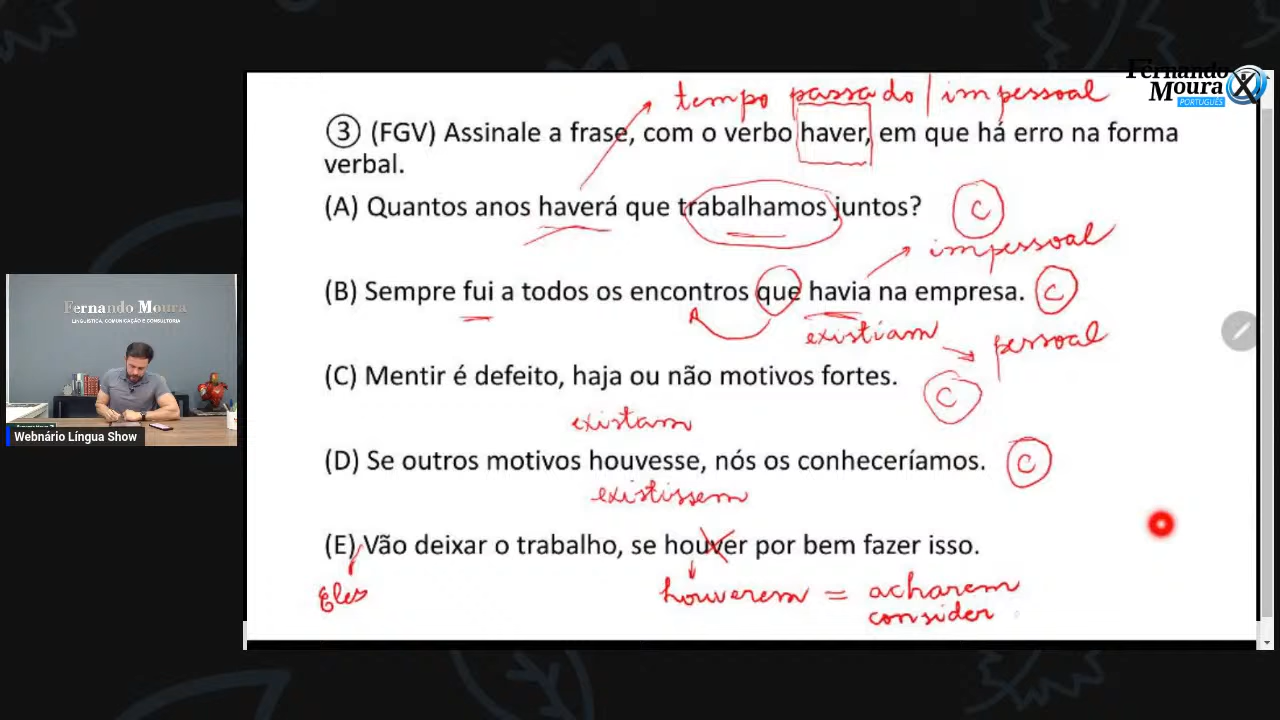 Fernando
Moura X
PORTUGUÊS
tempo passado / impessoal
③ (FGV) Assinale a frase, com o verbo haver, em que há erro na forma
verbal.
(A) Quantos anos haverá que trabalhamos juntos? C
impessoal
(B) Sempre fui a todos os encontros que havia na empresa. C
existiam
pessoal
(C) Mentir é defeito, haja ou não motivos fortes. C
existam
(D) Se outros motivos houvesse, nós os conheceríamos. C
existissem
(E) Vão deixar o trabalho, se houver por bem fazer isso.
Eles
houverem = acharem
consider
Fernando Moura
LINGUÍSTICA, COMUNICAÇÃO E CONSULTORIA
Webnário Língua Show